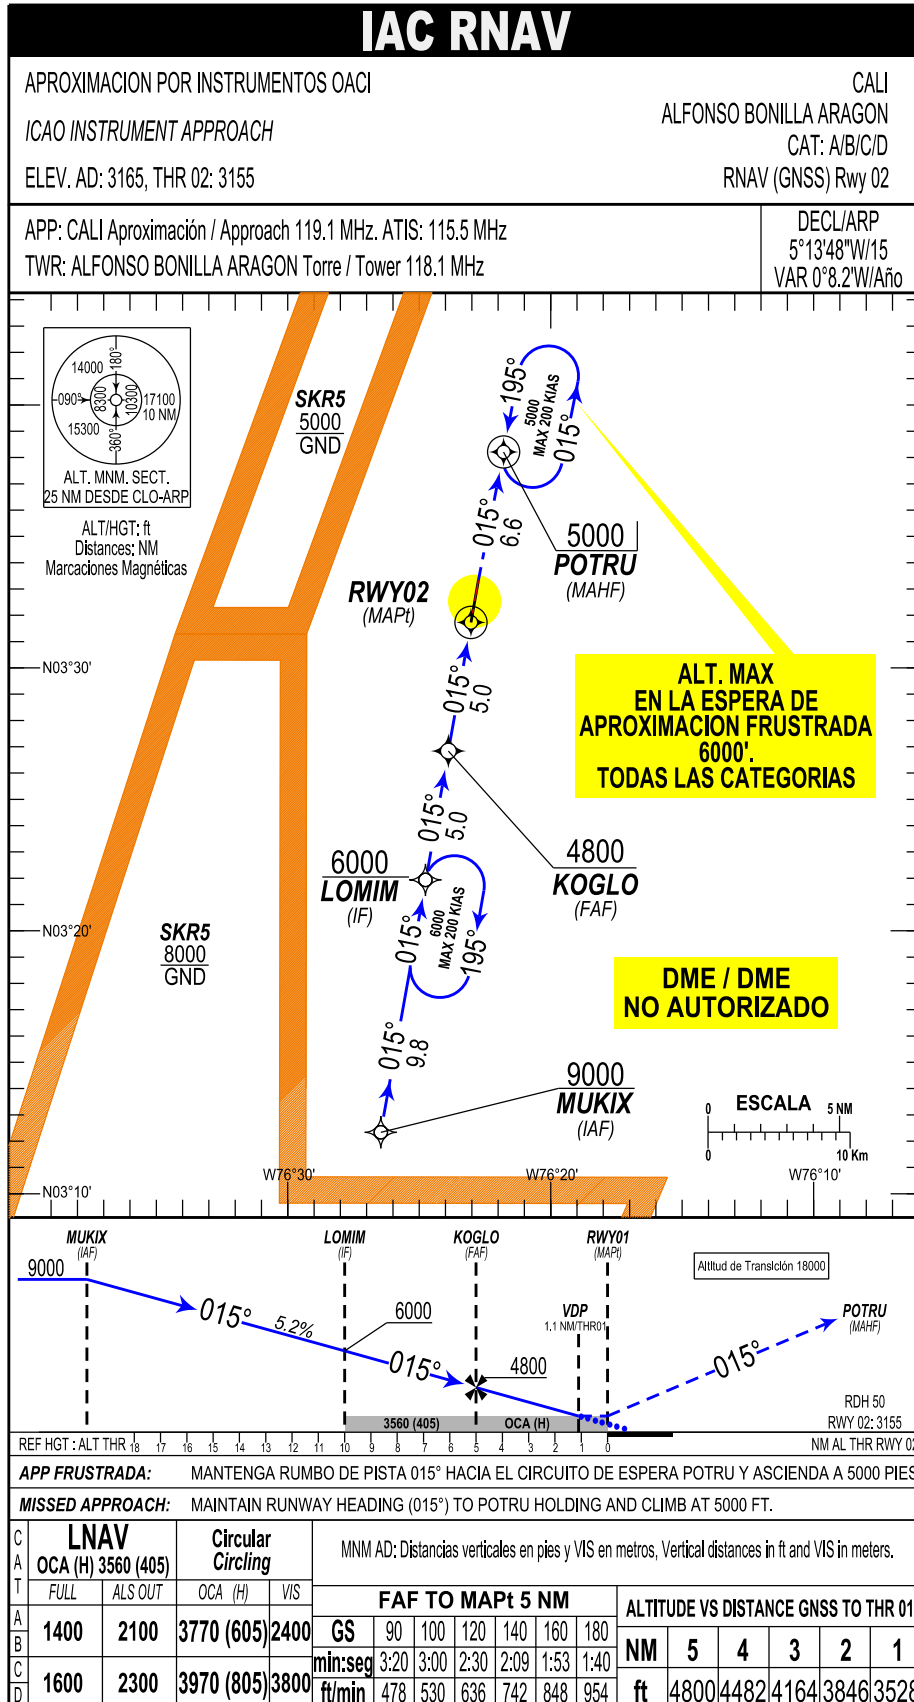 IAC RNAV
APROXIMACION POR INSTRUMENTOS OACI
ICAO INSTRUMENT APPROACH
ELEV. AD: 3165, THR 02: 3155
CALI
ALFONSO BONILLA ARAGON
CAT: A/B/C/D
RNAV (GNSS) Rwy 02
APP: CALI Aproximación / Approach 119.1 MHz. ATIS: 115.5 MHz
TWR: ALFONSO BONILLA ARAGON Torre / Tower 118.1 MHz
DECL/ARP
5°13'48"W/15
VAR 0°8.2'W/Año
14000
180°
090°
8300
10300
17100
10 NM
15300
360°
ALT. MNM. SECT.
25 NM DESDE CLO-ARP
ALT/HGT: ft
Distances: NM
Marcaciones Magnéticas
SKR5
5000
GND
195°
5000
MAX 200 KIAS
015°
015°
6.6
5000
POTRU
(MAHF)
RWY02
(MAPt)
N03°30'
015°
5.0
ALT. MAX
EN LA ESPERA DE
APROXIMACION FRUSTRADA
6000'.
TODAS LAS CATEGORIAS
015°
5.0
6000
LOMIM
(IF)
4800
KOGLO
(FAF)
N03°20'
SKR5
8000
GND
015°
6000
MAX 200 KIAS
195°
DME / DME
NO AUTORIZADO
015°
9.8
9000
MUKIX
(IAF)
0 ESCALA 5 NM
0 10 Km
W76°30' W76°20' W76°10'
N03°10'
MUKIX
(IAF)
LOMIM
(IF)
KOGLO
(FAF)
RWY01
(MAPt)
9000
Altitud de Transición 18000
015°
5.2%
6000
VDP
1.1 NM/THR01
POTRU
(MAHF)
015°
4800
015°
RDH 50
3560 (405) OCA (H)
RWY 02: 3155
REF HGT : ALT THR 18 17 16 15 14 13 12 11 10 9 8 7 6 5 4 3 2 1 0 NM AL THR RWY 02
APP FRUSTRADA: MANTENGA RUMBO DE PISTA 015° HACIA EL CIRCUITO DE ESPERA POTRU Y ASCIENDA A 5000 PIES
MISSED APPROACH: MAINTAIN RUNWAY HEADING (015°) TO POTRU HOLDING AND CLIMB AT 5000 FT.
CAT
LNAV
OCA (H) 3560 (405)
Circular
Circling
MNM AD: Distancias verticales en pies y VIS en metros, Vertical distances in ft and VIS in meters.
FULL ALS OUT OCA (H) VIS
A
B
1400 2100 3770 (605) 2400
C
D
1600 2300 3970 (805) 3800
FAF TO MAPt 5 NM
GS 90 100 120 140 160 180
min:seg 3:20 3:00 2:30 2:09 1:53 1:40
ft/min 478 530 636 742 848 954
ALTITUDE VS DISTANCE GNSS TO THR 01
NM 5 4 3 2 1
ft 4800 4482 4164 3846 3528